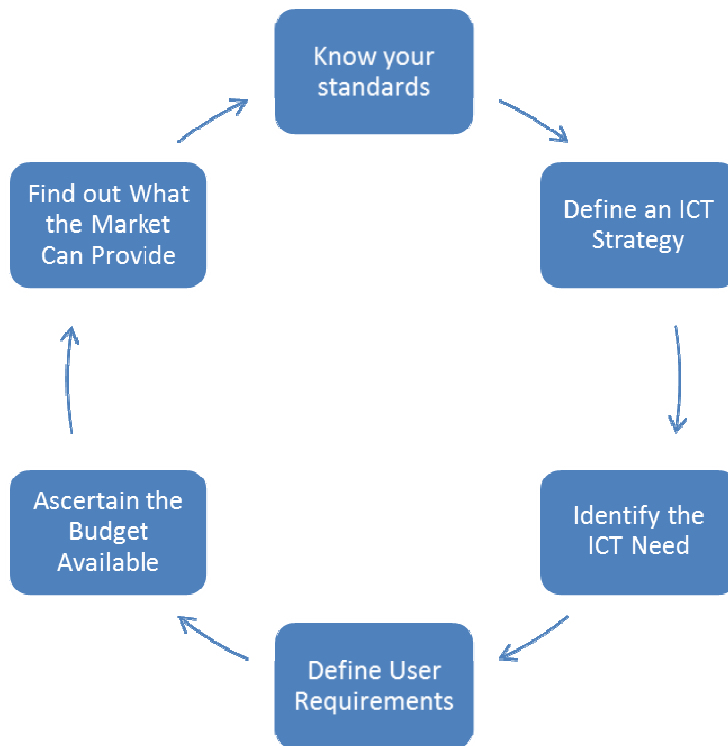 Know your
standards
Define an ICT
Strategy
Identify the
ICT Need
Define User
Requirements
Ascertain the
Budget
Available
Find out What
the Market
Can Provide